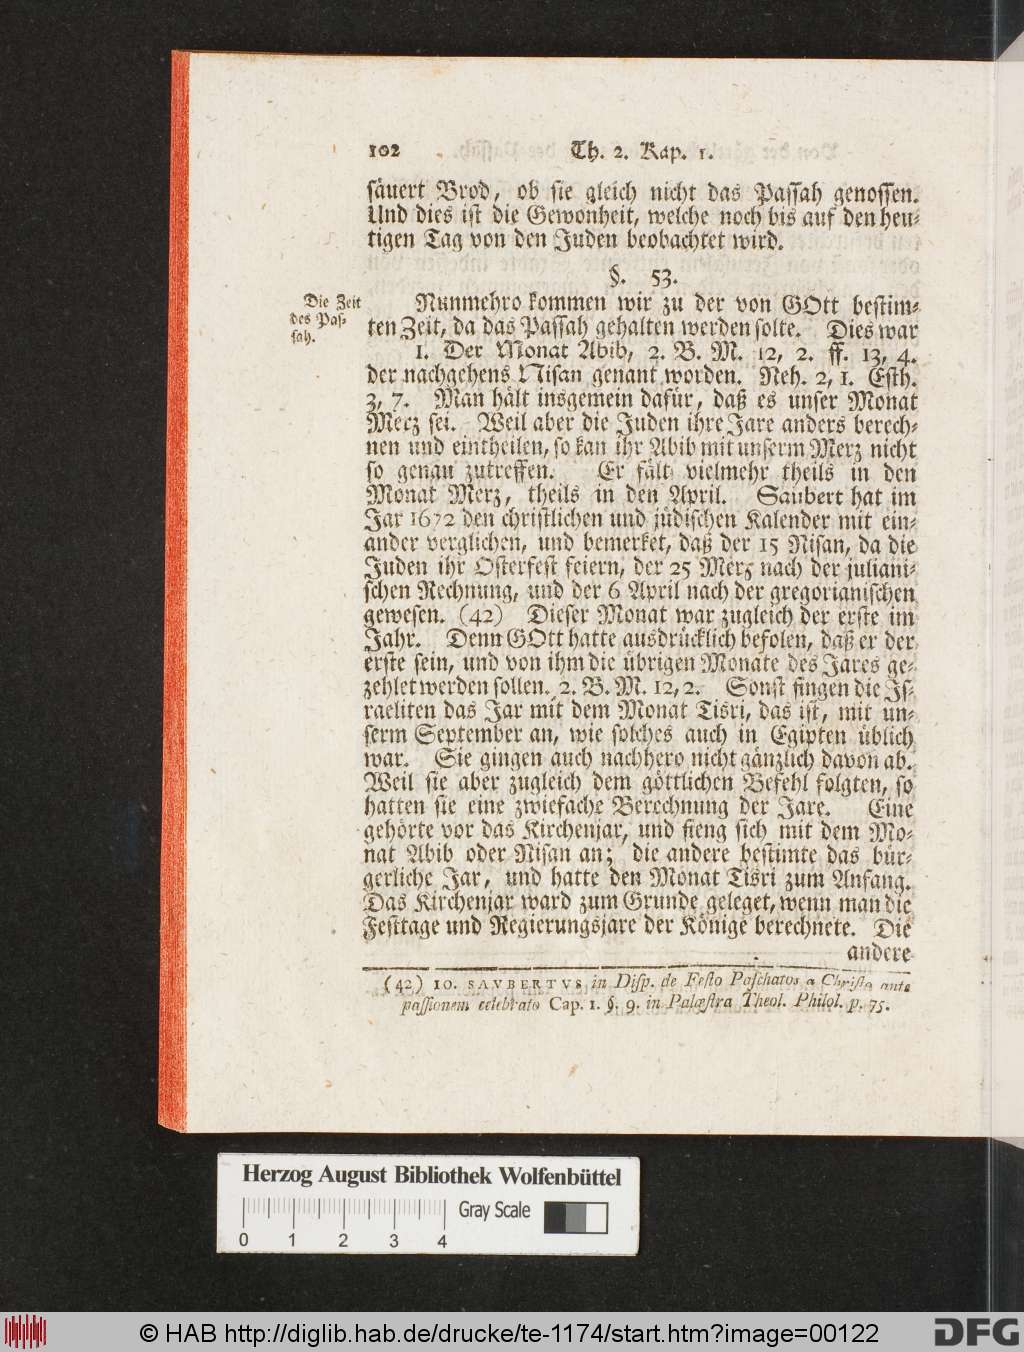 102 Th. 2. Kap. 1.
säuert Brod, ob sie gleich nicht das Passah genossen.
Und dies ist die Gewonheit, welche noch bis auf den heu-
tigen Tag von den Juden beobachtet wird.
§. 53.
Die Zeit
des Pas-
sah.
Nunmehro kommen wir zu der von GOtt bestim-
ten Zeit, da das Passah gehalten werden solte. Dies war
1. Der Monat Abib, 2. B. M. 12, 2. ff. 13, 4.
der nachgehens Nisan genant worden. Neh. 2, 1. Esth.
3, 7. Man hält insgemein dafür, daß es unser Monat
Merz sei. Weil aber die Juden ihre Jare anders berech-
nen und eintheilen, so kan ihr Abib mit unserm Merz nicht
so genau zutreffen. Er fält vielmehr theils in den
Monat Merz, theils in den April. Saubert hat im
Jar 1672 den christlichen und jüdischen Kalender mit ein-
ander verglichen, und bemerket, daß der 15 Nisan, da die
Juden ihr Osterfest feiern, der 25 Merz nach der juliani-
schen Rechnung, und der 6 April nach der gregorianischen
gewesen. (42) Dieser Monat war zugleich der erste im
Jahr. Denn GOtt hatte ausdrücklich befolen, daß er der
erste sein, und von ihm die übrigen Monate des Jares ge-
zehlet werden sollen. 2. B. M. 12, 2. Sonst fingen die Is-
raeliten das Jar mit dem Monat Tisri, das ist, mit un-
serm September an, wie solches auch in Egipten üblich
war. Sie gingen auch nachhero nicht gänzlich davon ab.
Weil sie aber zugleich dem göttlichen Befehl folgten, so
hatten sie eine zwiefache Berechnung der Jare. Eine
gehörte vor das Kirchenjar, und fieng sich mit dem Mo-
nat Abib oder Nisan an; die andere bestimte das bür-
gerliche Jar, und hatte den Monat Tisri zum Anfang.
Das Kirchenjar ward zum Grunde geleget, wenn man die
Festtage und Regierungsjare der Könige berechnete. Die
andere
(42) IO. SAVBERTVS in Disp. de Festo Paschatos a Christo ante
passionem celebrato Cap. 1. §. 9. in Palæstra Theol. Philol. p. 75.
Herzog August Bibliothek Wolfenbüttel
0 1 2 3 4 Gray Scale
© HAB http://diglib.hab.de/drucke/te-1174/start.htm?image=00122
DFG